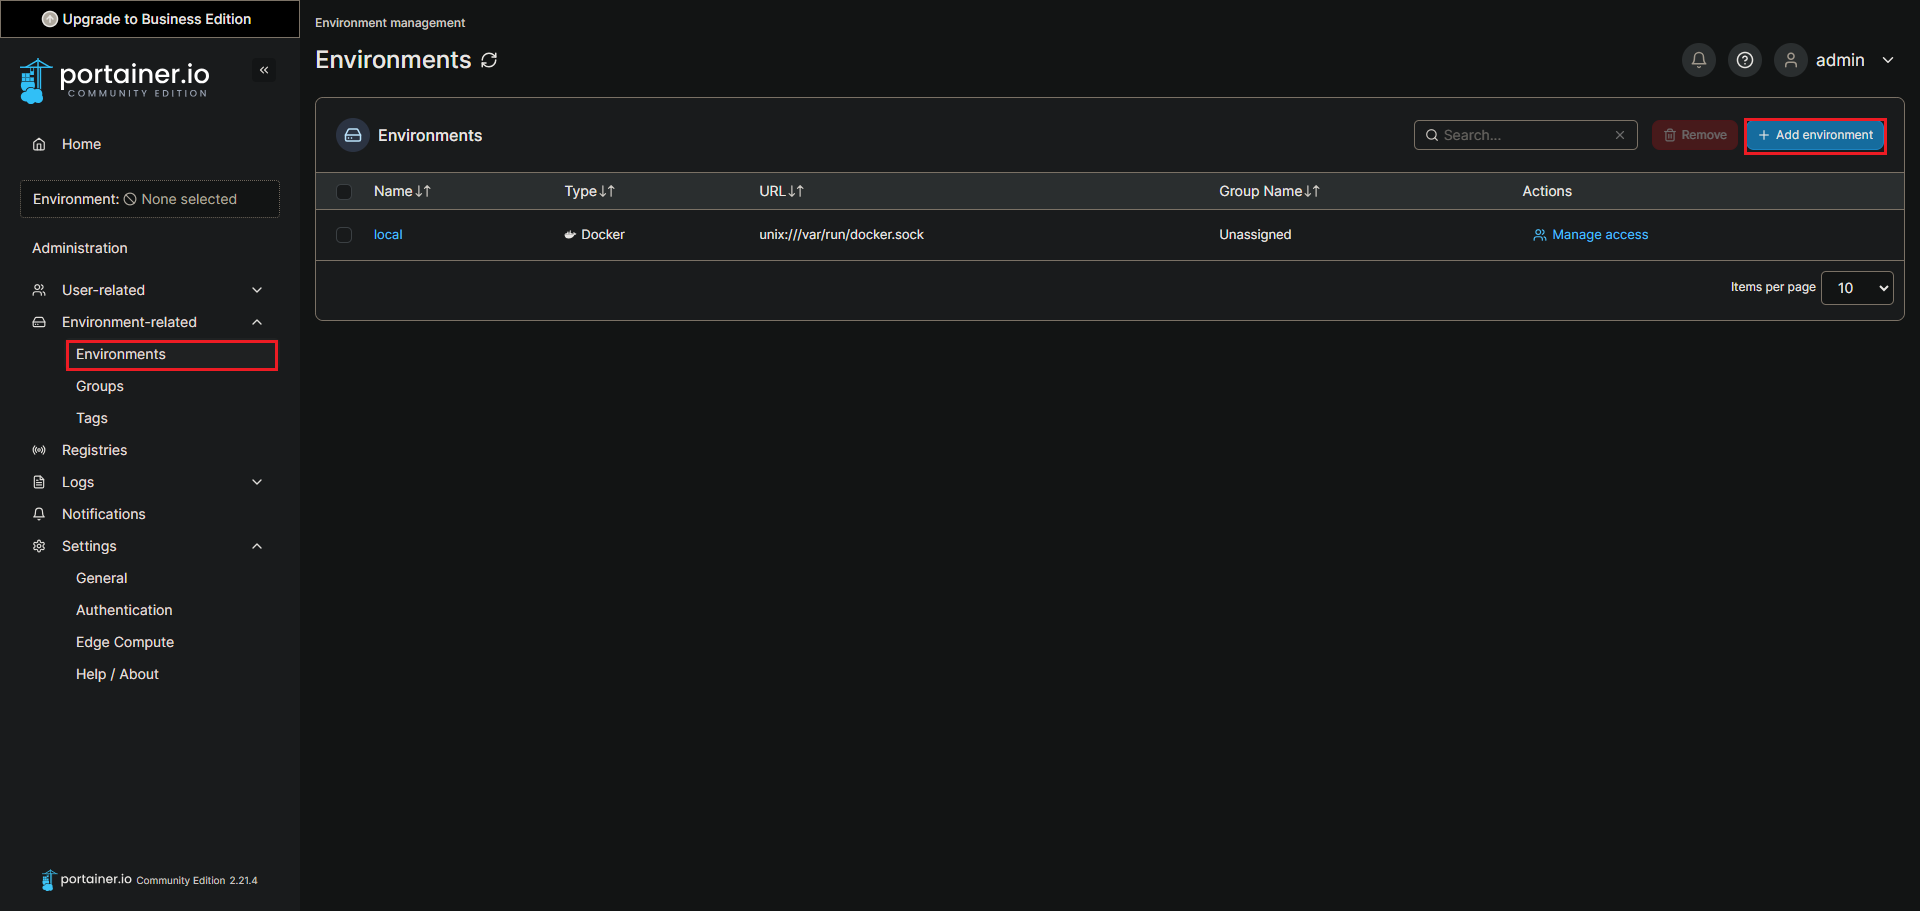 Upgrade to Business Edition
portainer.io
COMMUNITY EDITION
Home
Environment: None selected
Administration
User-related
Environment-related
Environments
Groups
Tags
Registries
Logs
Notifications
Settings
General
Authentication
Edge Compute
Help / About
portainer.io Community Edition 2.21.4
Environment management
Environments
admin
Environments
Search...
Remove
Add environment
Name Type URL Group Name Actions
local Docker unix:///var/run/docker.sock Unassigned Manage access
Items per page 10